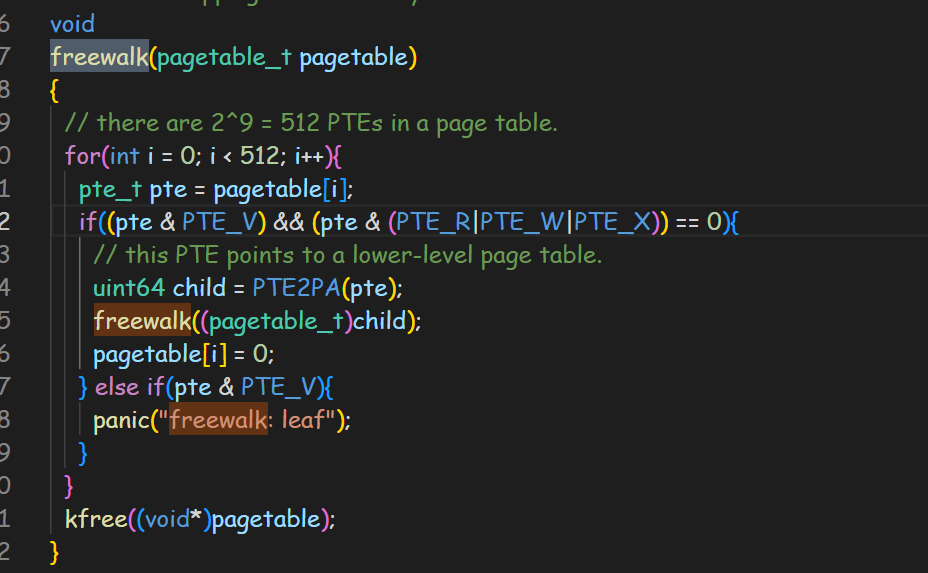 6 void
7 freewalk(pagetable_t pagetable)
8 {
9 // there are 2^9 = 512 PTEs in a page table.
0 for(int i = 0; i < 512; i++){
1 pte_t pte = pagetable[i];
2 if((pte & PTE_V) && (pte & (PTE_R|PTE_W|PTE_X)) == 0){
3 // this PTE points to a lower-level page table.
4 uint64 child = PTE2PA(pte);
5 freewalk((pagetable_t)child);
6 pagetable[i] = 0;
7 } else if(pte & PTE_V){
8 panic("freewalk: leaf");
9 }
0 }
1 kfree((void*)pagetable);
2 }